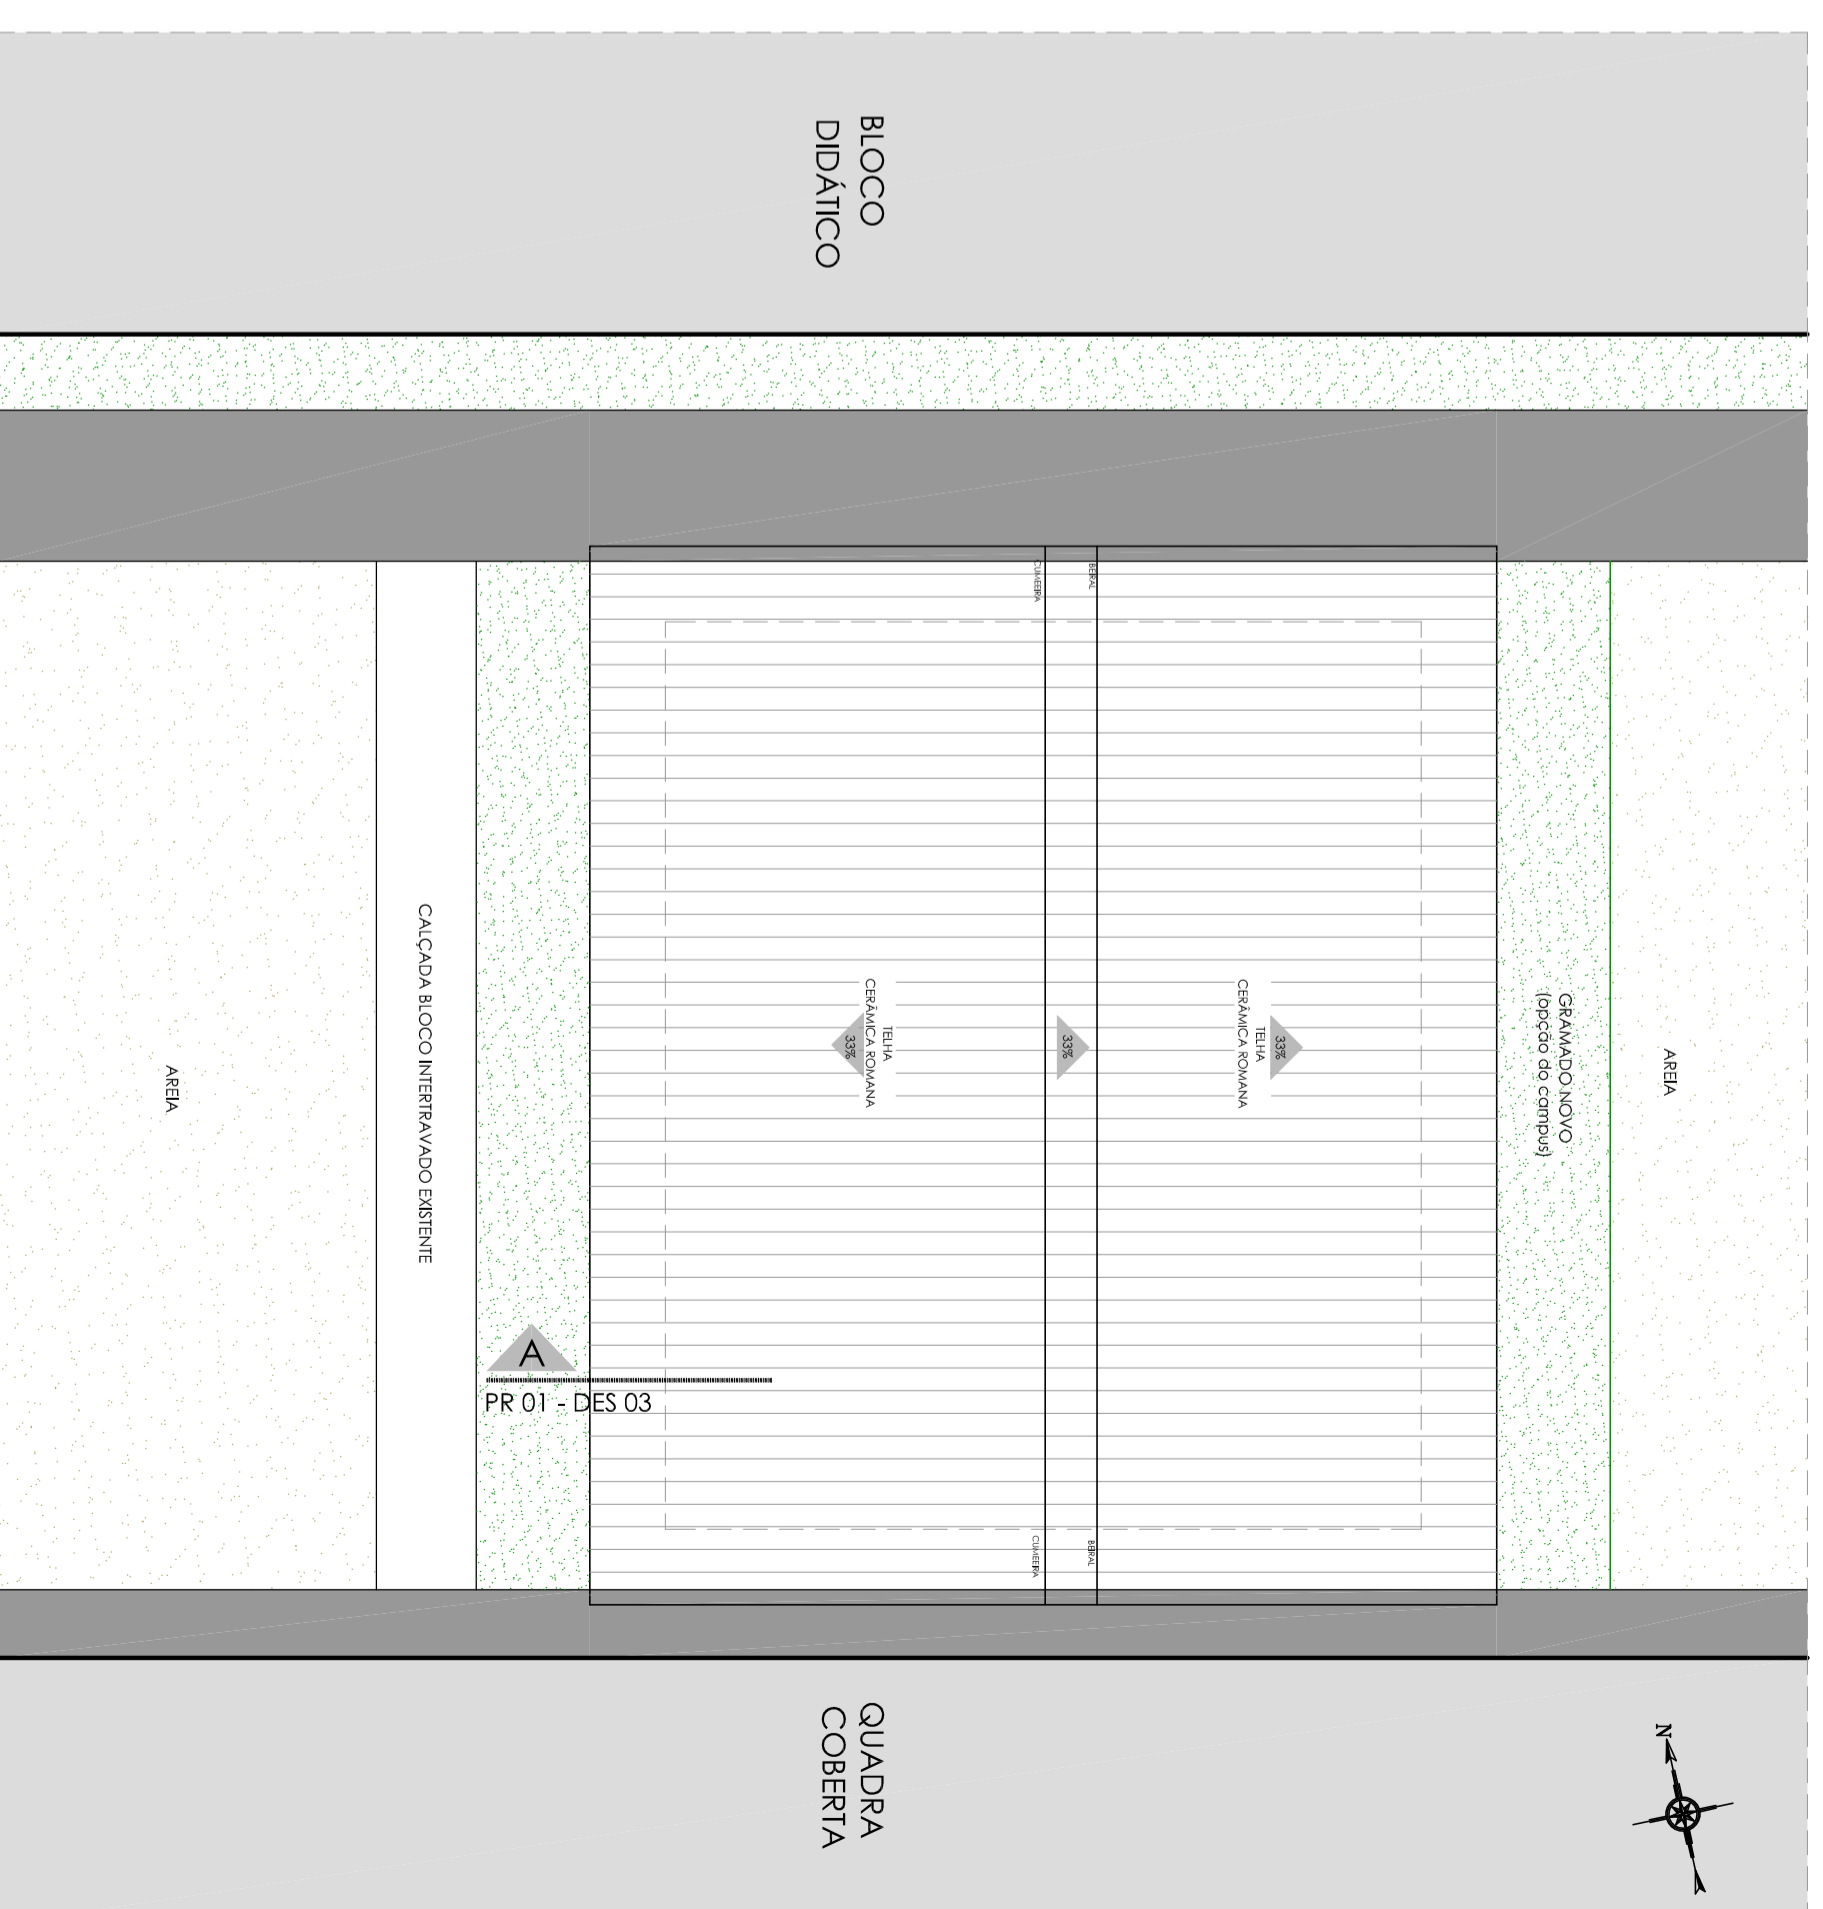 BLOCO
DIDÁTICO
CUMEEIRA
BEIRAL
CALÇADA BLOCO INTERTRAVADO EXISTENTE
AREIA
TELHA
CERÂMICA ROMANA
33%
33%
TELHA
CERÂMICA ROMANA
33%
GRAMADO NOVO
(opção do campus)
AREIA
A
PR 01 - DES 03
CUMEEIRA
BEIRAL
QUADRA
COBERTA
N